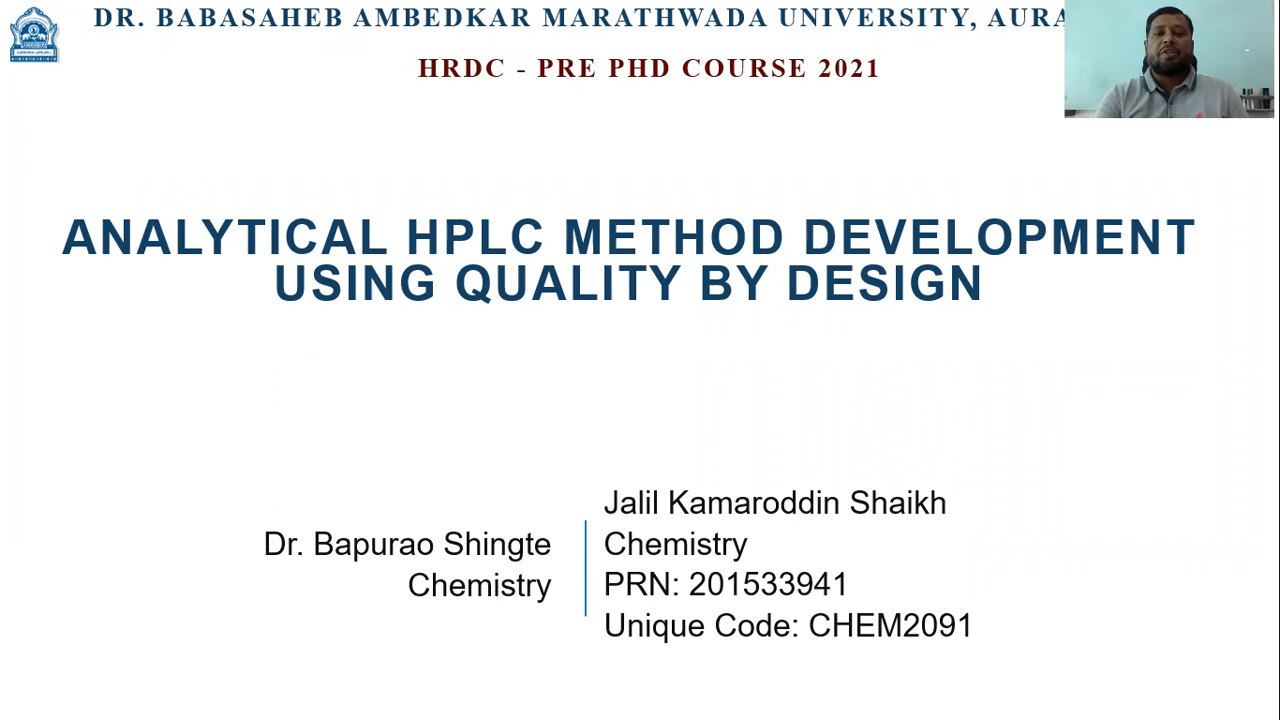 DR. BABASAHEB AMBEDKAR MARATHWADA UNIVERSITY,
HRDC - PRE PHD COURSE 2021
ANALYTICAL HPLC METHOD DEVELOPMENT
USING QUALITY BY DESIGN
Dr. Bapurao Shingte
Chemistry
Jalil Kamaroddin Shaikh
Chemistry
PRN: 201533941
Unique Code: CHEM2091